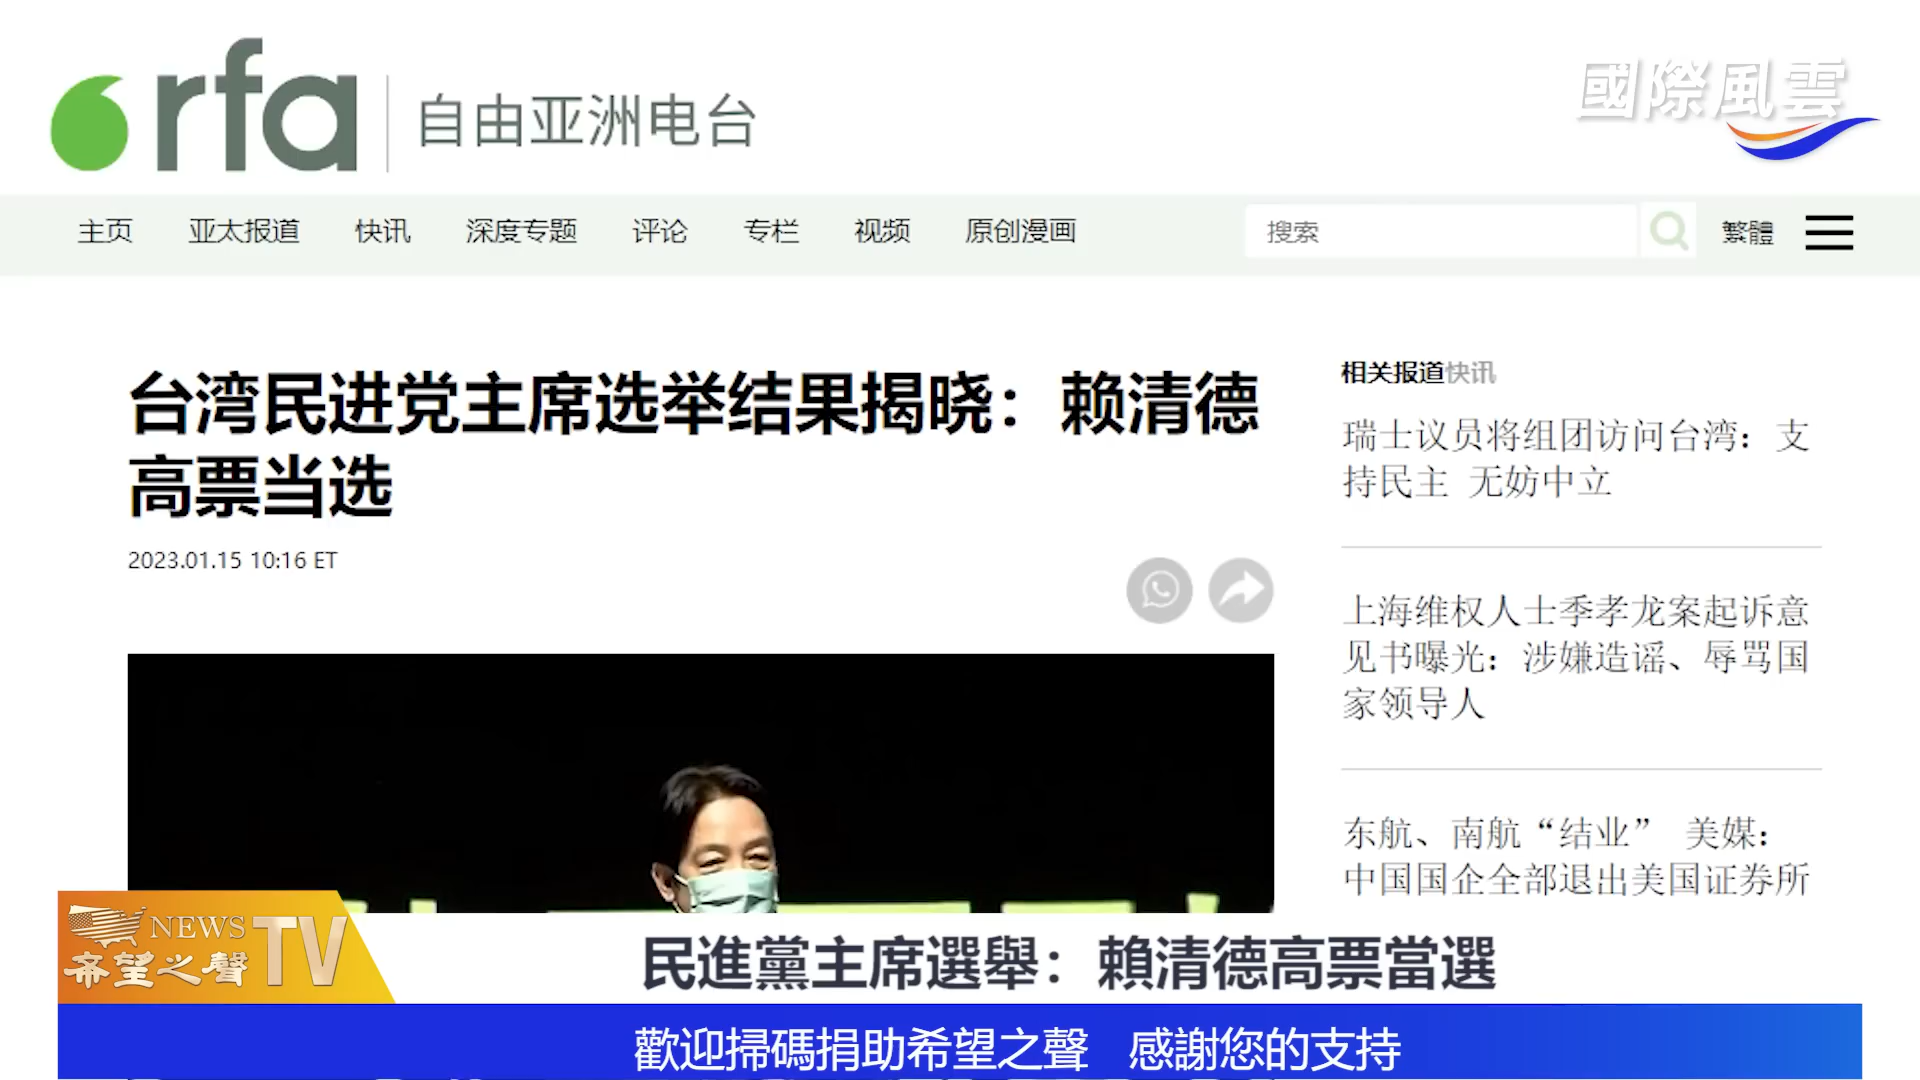 rfa 自由亚洲电台
國際風雲
主页 亚太报道 快讯 深度专题 评论 专栏 视频 原创漫画 搜索 繁體
台湾民进党主席选举结果揭晓：赖清德
高票当选
2023.01.15 10:16 ET
相关报道快讯
瑞士议员将组团访问台湾：支
持民主 无妨中立
上海维权人士季孝龙案起诉意
见书曝光：涉嫌造谣、辱骂国
家领导人
东航、南航“结业” 美媒：
中国国企全部退出美国证券所
NEWS TV
希望之聲
民進黨主席選舉：賴清德高票當選
歡迎掃碼捐助希望之聲 感謝您的支持